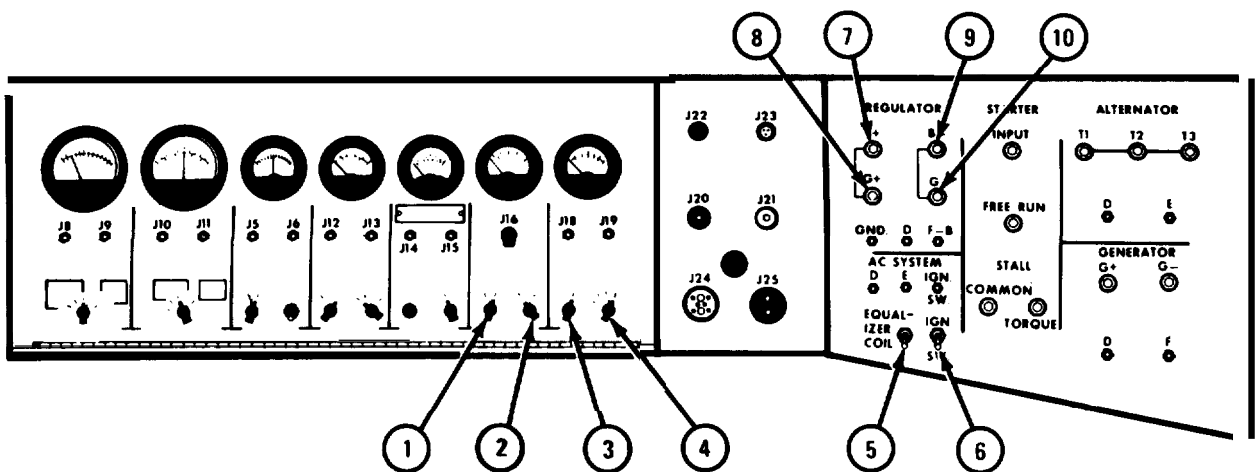 8
7
9
10
J22
J23
REGULATOR
STARTER
ALTERNATOR
+
B
INPUT
T1
T2
T3
G+
G
J8
J9
J10
J11
J5
J6
J12
J13
J14
J15
J16
J18
J19
J20
J21
FREE RUN
D
E
GND.
D
F-B
AC SYSTEM
GENERATOR
D
E
IGN
SW
STALL
G+
G-
J24
J25
COMMON
TORQUE
EQUAL-
IZER
COIL
IGN
D
F
1
2
3
4
5
6